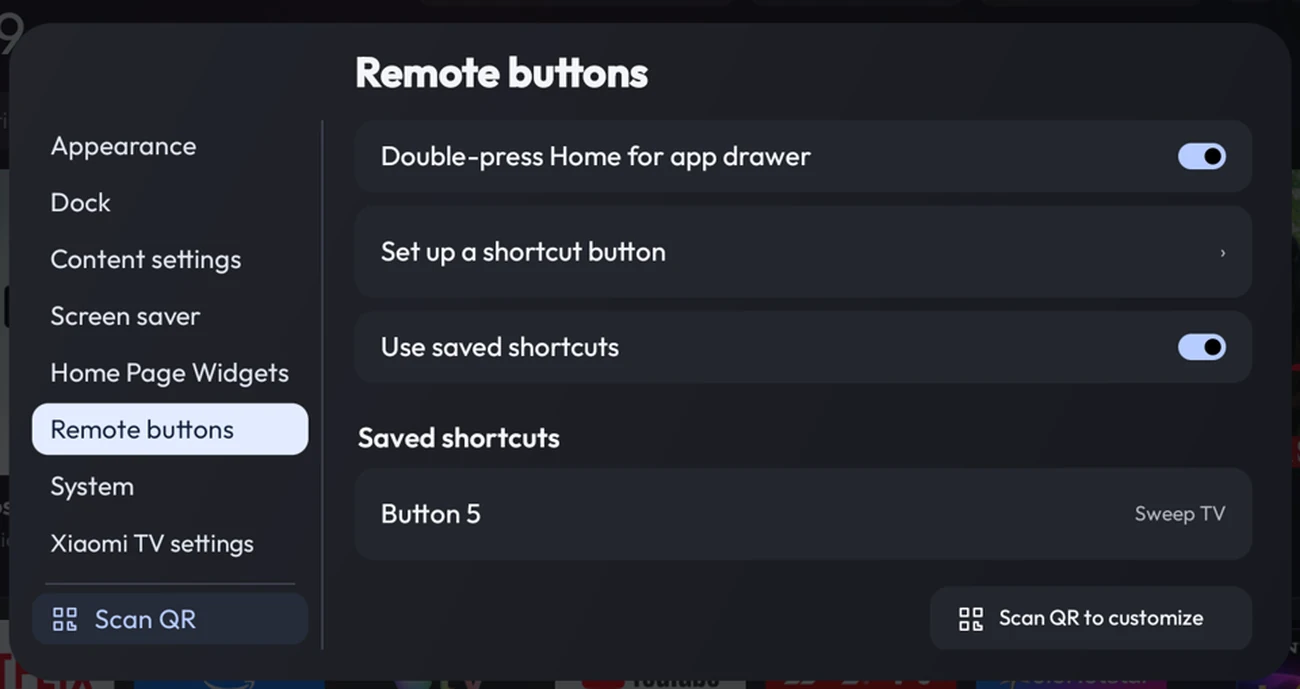 9
Remote buttons
Appearance
Dock
Content settings
Screen saver
Home Page Widgets
Remote buttons
System
Xiaomi TV settings
Scan QR
Double-press Home for app drawer
Set up a shortcut button
Use saved shortcuts
Saved shortcuts
Button 5
Sweep TV
Scan QR to customize